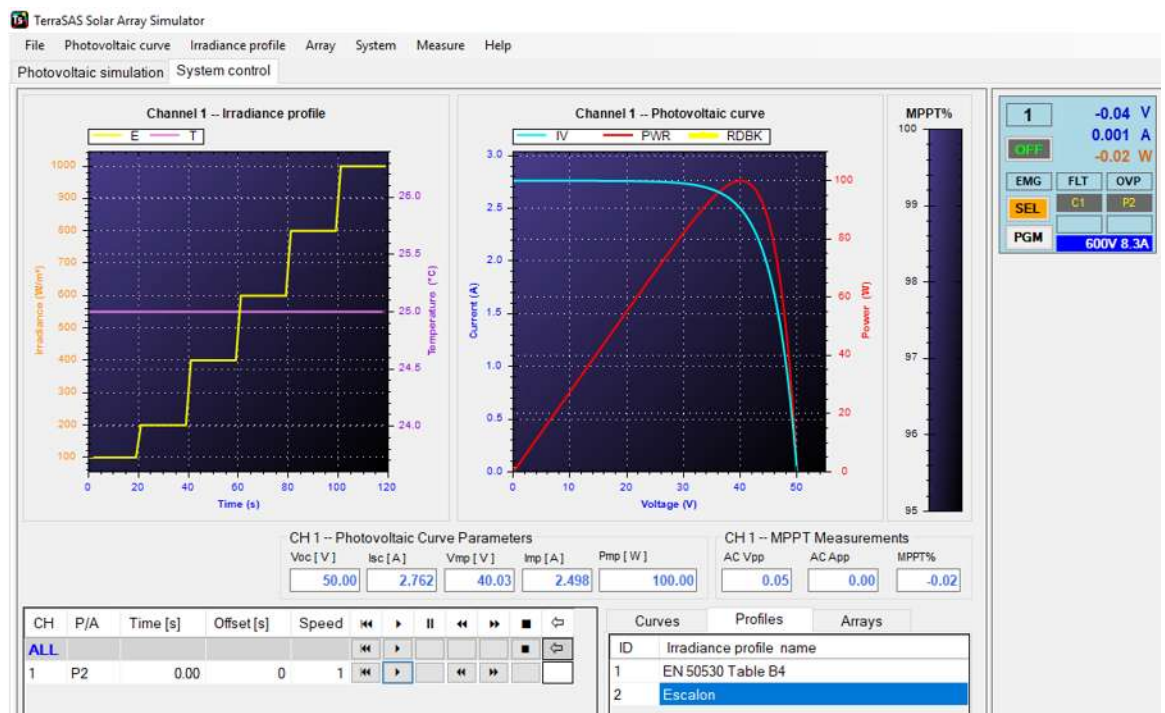 TerraSAS Solar Array Simulator
File Photovoltaic curve Irradiance profile Array System Measure Help
Photovoltaic simulation System control
Channel 1 -- Irradiance profile
E T
1000
900
800
700
600
500
400
300
200
100
Irradiance (W/m²)
26.0
25.5
25.0
24.5
24.0
Temperature (°C)
0 20 40 60 80 100 120
Time (s)
Channel 1 -- Photovoltaic curve
IV PWR RDBK
3.0
2.5
2.0
1.5
1.0
0.5
0.0
Current (A)
100
80
60
40
20
0
Power (W)
0 10 20 30 40 50
Voltage (V)
MPPT%
100
99
98
97
96
95
1 -0.04 V
0.001 A
OFF -0.02 W
EMG FLT OVP
SEL C1 P2
PGM 600V 8.3A
CH 1 -- Photovoltaic Curve Parameters
Voc [ V ] Isc [ A ] Vmp [ V ] Imp [ A ] Pmp [ W ]
50.00 2.762 40.03 2.498 100.00
CH 1 -- MPPT Measurements
AC Vpp AC App MPPT%
0.05 0.00 -0.02
CH P/A Time [s] Offset [s] Speed
ALL
1 P2 0.00 0 1
Curves Profiles Arrays
ID Irradiance profile name
1 EN 50530 Table B4
2 Escalon